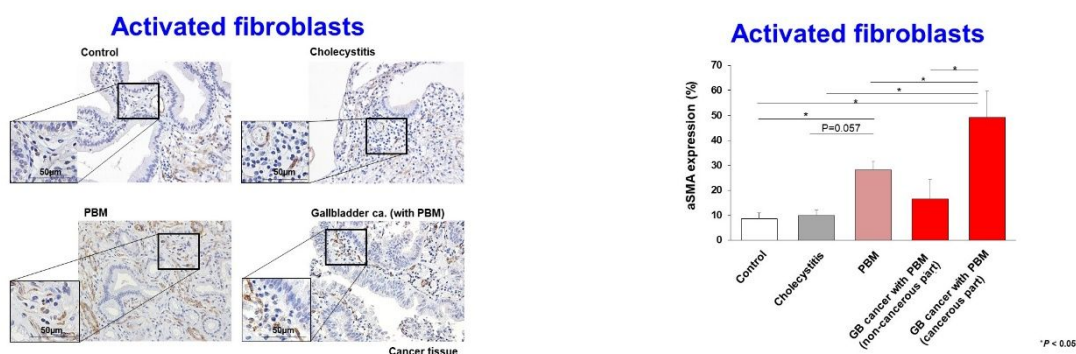 Activated fibroblasts
Control
Cholecystitis
50μm
50μm
PBM
Gallbladder ca. (with PBM)
50μm
50μm
Cancer tissue
Activated fibroblasts
aSMA expression (%)
70
60
50
40
30
20
10
0
*
*
*
*
*
P=0.057
Control
Cholecystitis
PBM
GB cancer with PBM
(non-cancerous part)
GB cancer with PBM
(cancerous part)
*P < 0.05